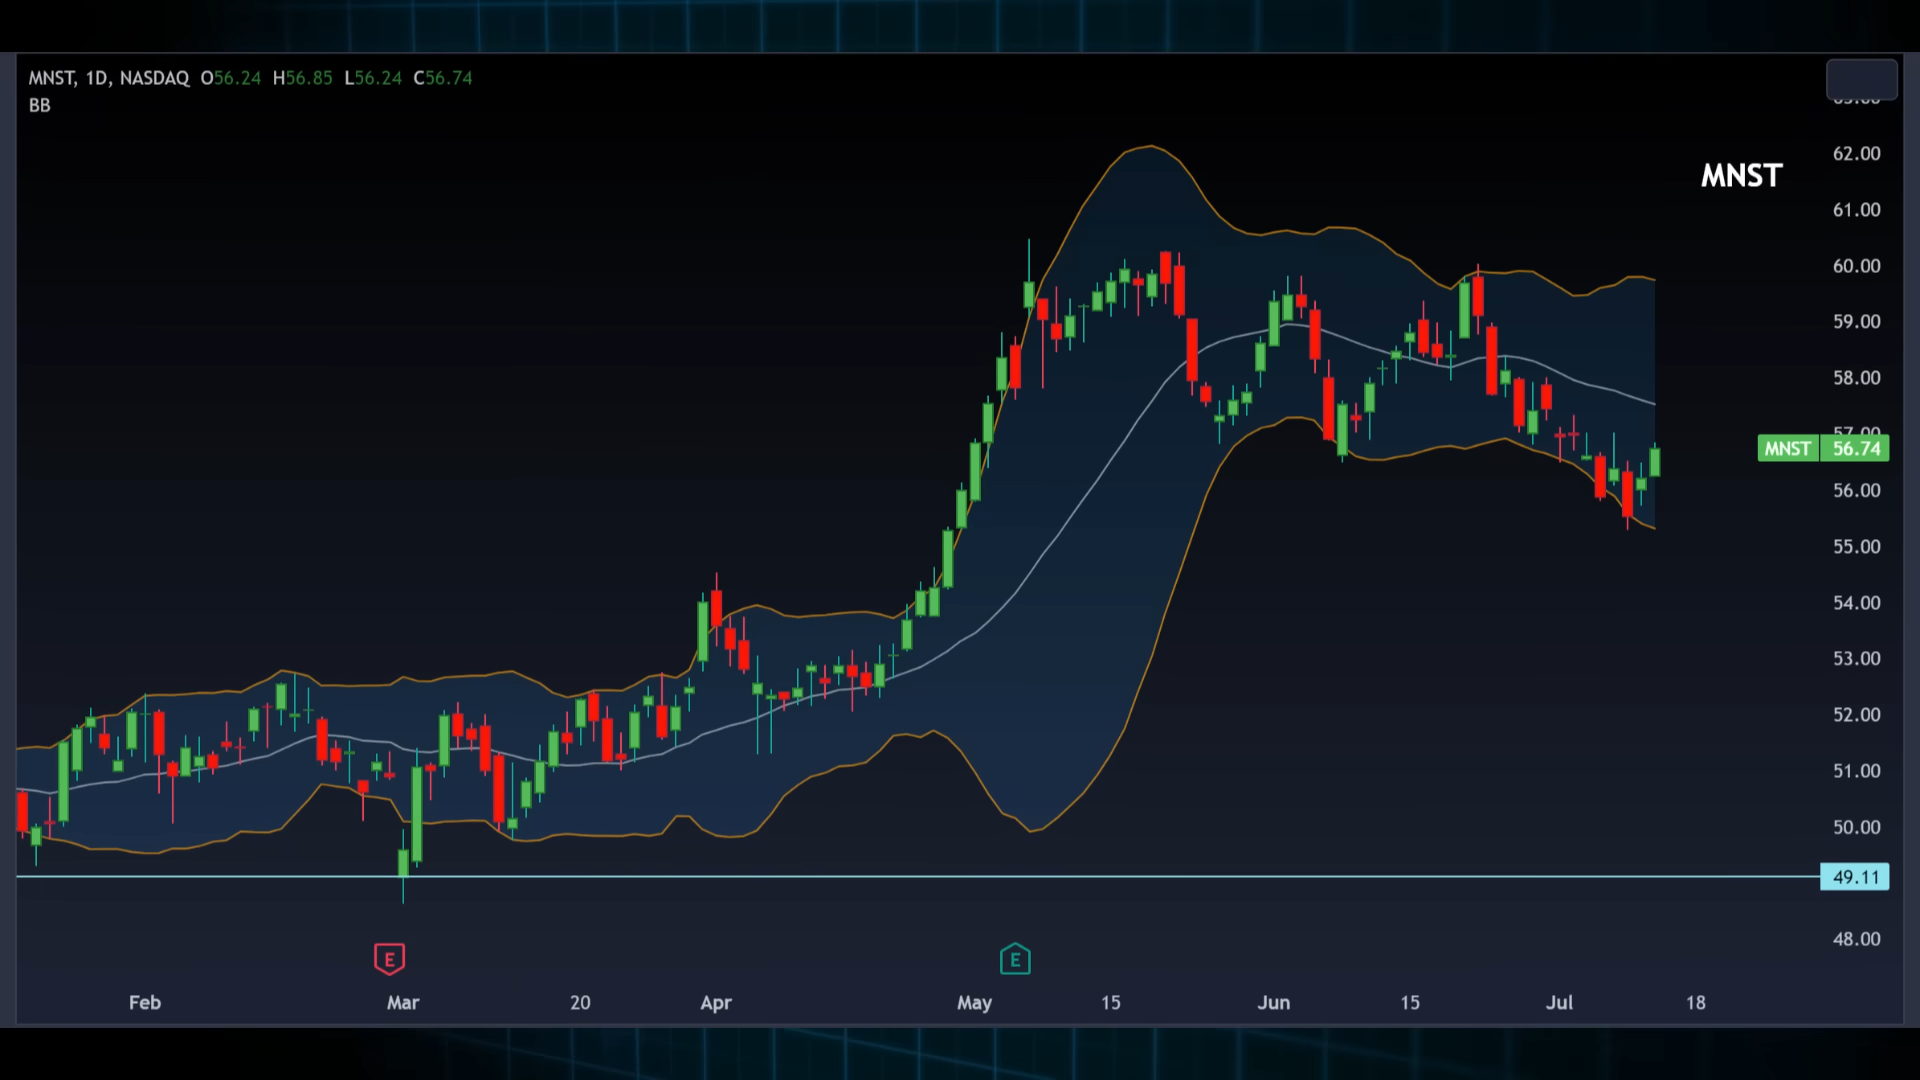 MNST, 1D, NASDAQ O56.24 H56.85 L56.24 C56.74
BB
62.00
MNST
61.00
60.00
59.00
58.00
57.00
MNST 56.74
56.00
55.00
54.00
53.00
52.00
51.00
50.00
49.11
48.00
E
E
Feb Mar 20 Apr May 15 Jun 15 Jul 18